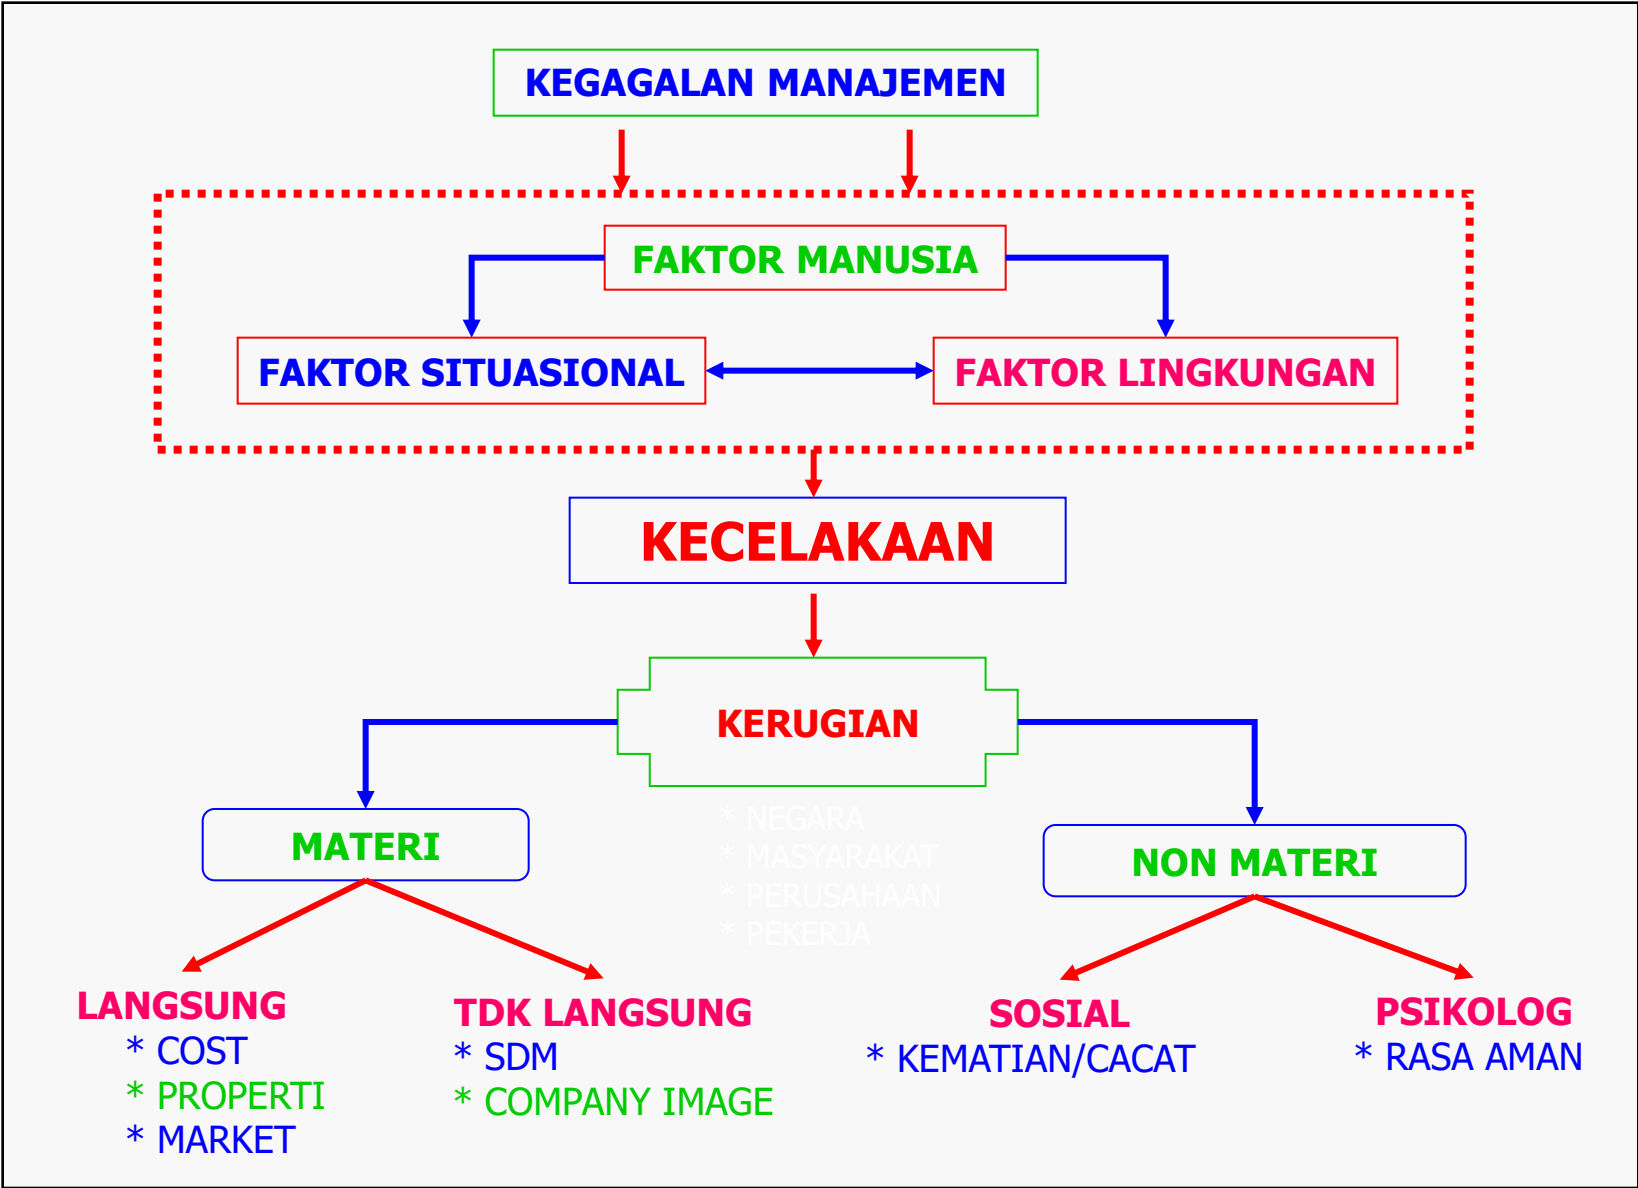 KEGAGALAN MANAJEMEN
FAKTOR MANUSIA
FAKTOR SITUASIONAL
FAKTOR LINGKUNGAN
KECELAKAAN
KERUGIAN
* NEGARA
* MASYARAKAT
* PERUSAHAAN
* PEKERJA
MATERI
NON MATERI
LANGSUNG
* COST
* PROPERTI
* MARKET
TDK LANGSUNG
* SDM
* COMPANY IMAGE
SOSIAL
* KEMATIAN/CACAT
PSIKOLOG
* RASA AMAN